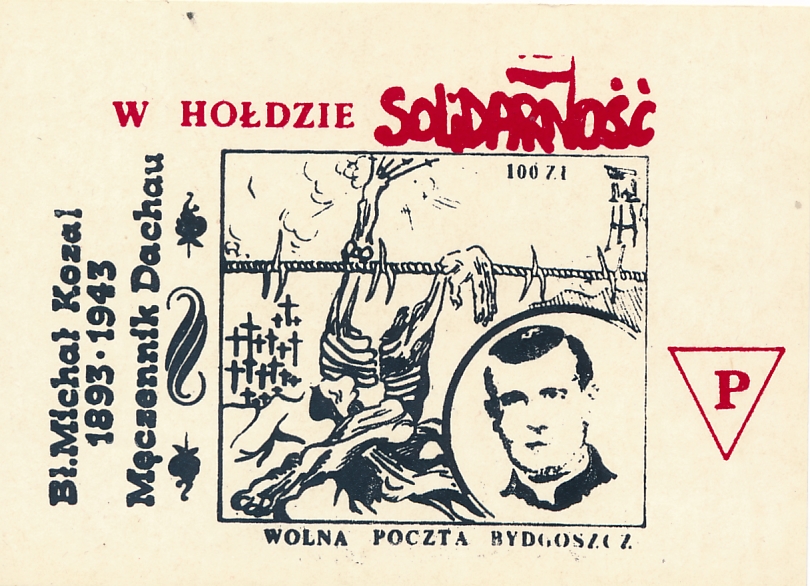 W HOŁDZIE SOLIDARNOŚĆ
Bł. Michał Kozal
1893·1943
Męczennik Dachau
100 Zł
P
WOLNA POCZTA BYDGOSZCZ